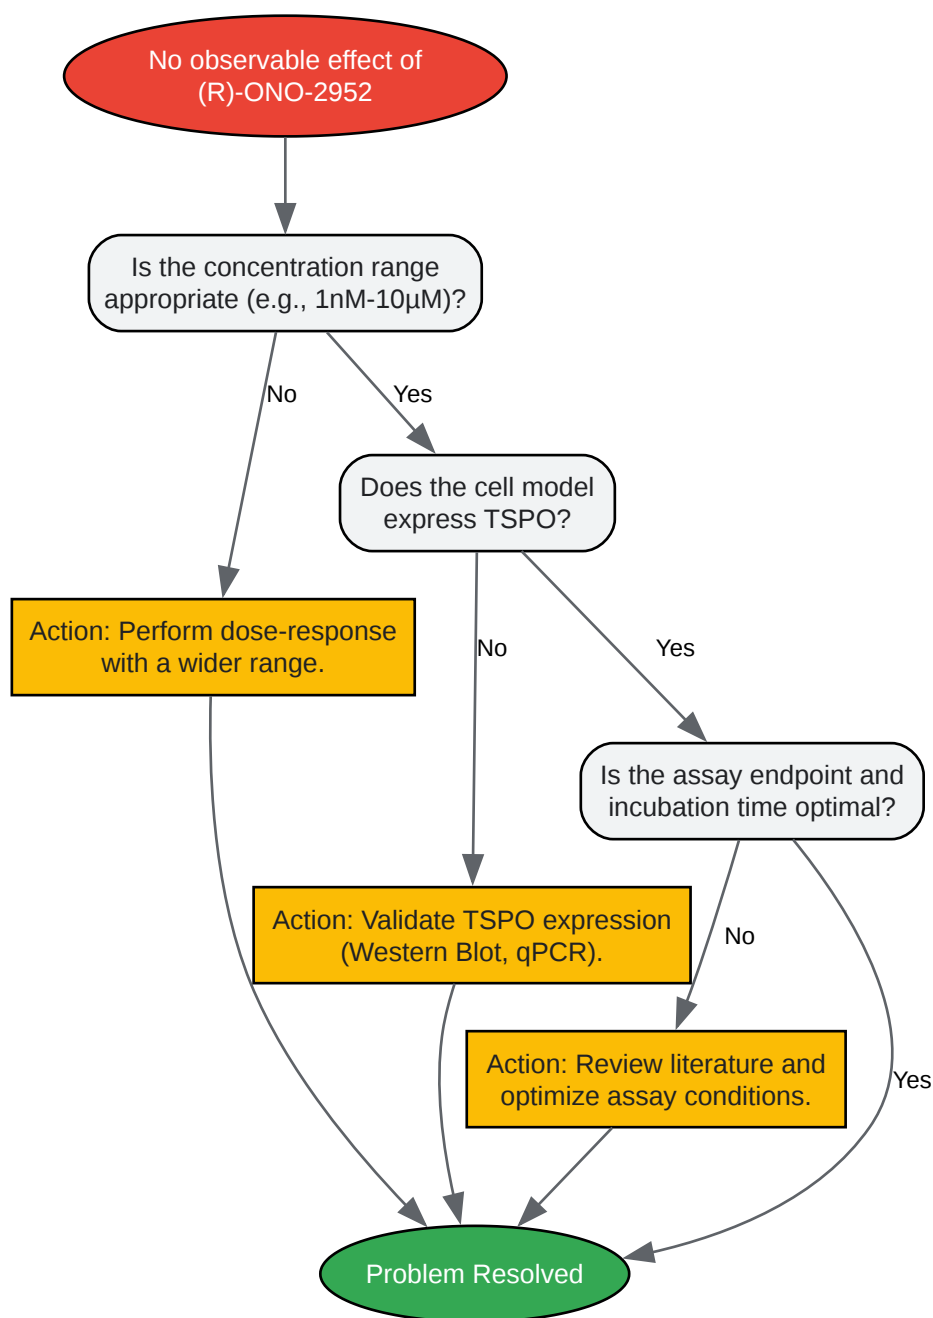 No observable effect of
(R)-ONO-2952
Is the concentration range
appropriate (e.g., 1nM-10µM)?
No
Yes
Does the cell model
express TSPO?
Action: Perform dose-response
with a wider range.
No
Yes
Is the assay endpoint and
incubation time optimal?
Action: Validate TSPO expression
(Western Blot, qPCR).
No
Action: Review literature and
optimize assay conditions.
Yes
Problem Resolved